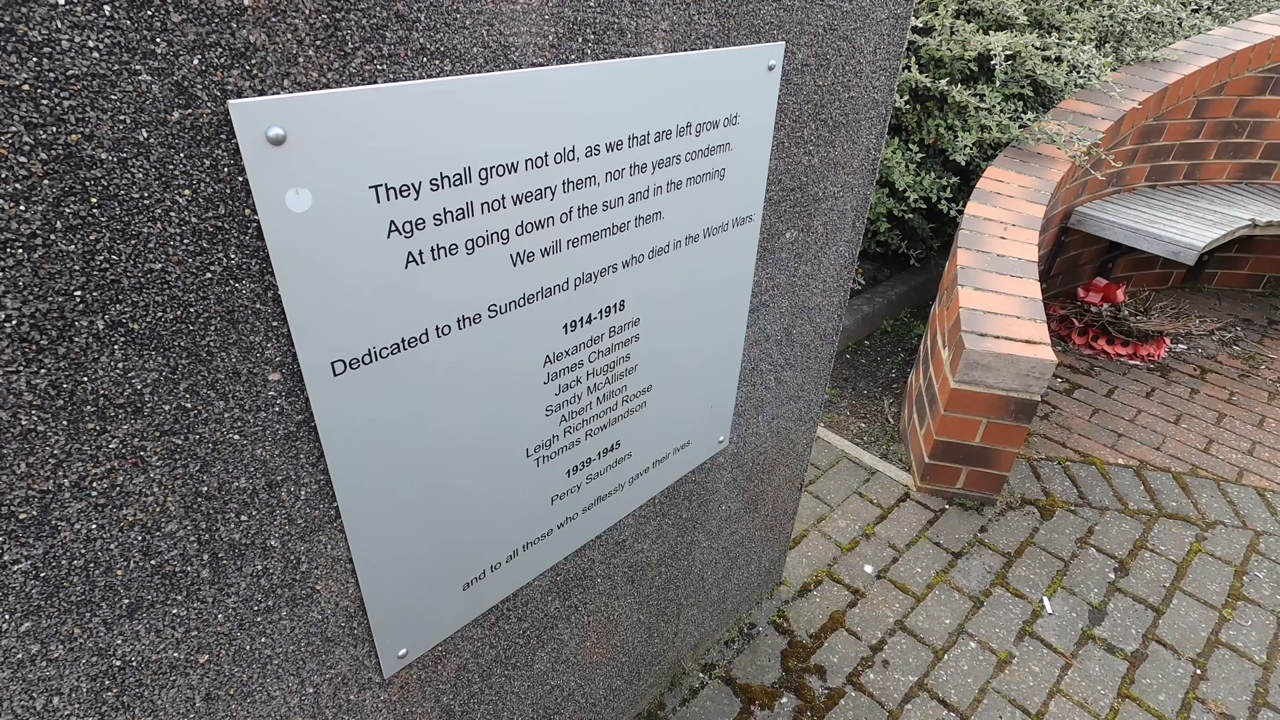 They shall grow not old, as we that are left grow old:
Age shall not weary them, nor the years condemn.
At the going down of the sun and in the morning
We will remember them.
Dedicated to the Sunderland players who died in the World Wars:
1914-1918
Alexander Barrie
James Chalmers
Jack Huggins
Sandy McAllister
Albert Milton
Leigh Richmond Roose
Thomas Rowlandson
1939-1945
Percy Saunders
and to all those who selflessly gave their lives.